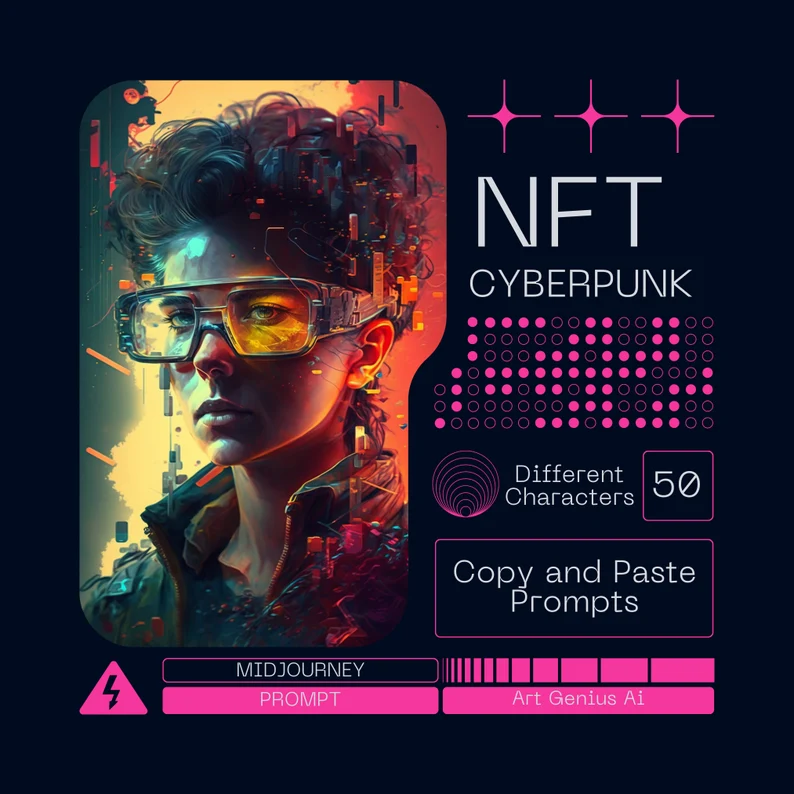 NFT
CYBERPUNK
Different
Characters
50
Copy and Paste
Prompts
MIDJOURNEY
PROMPT
Art Genius Ai